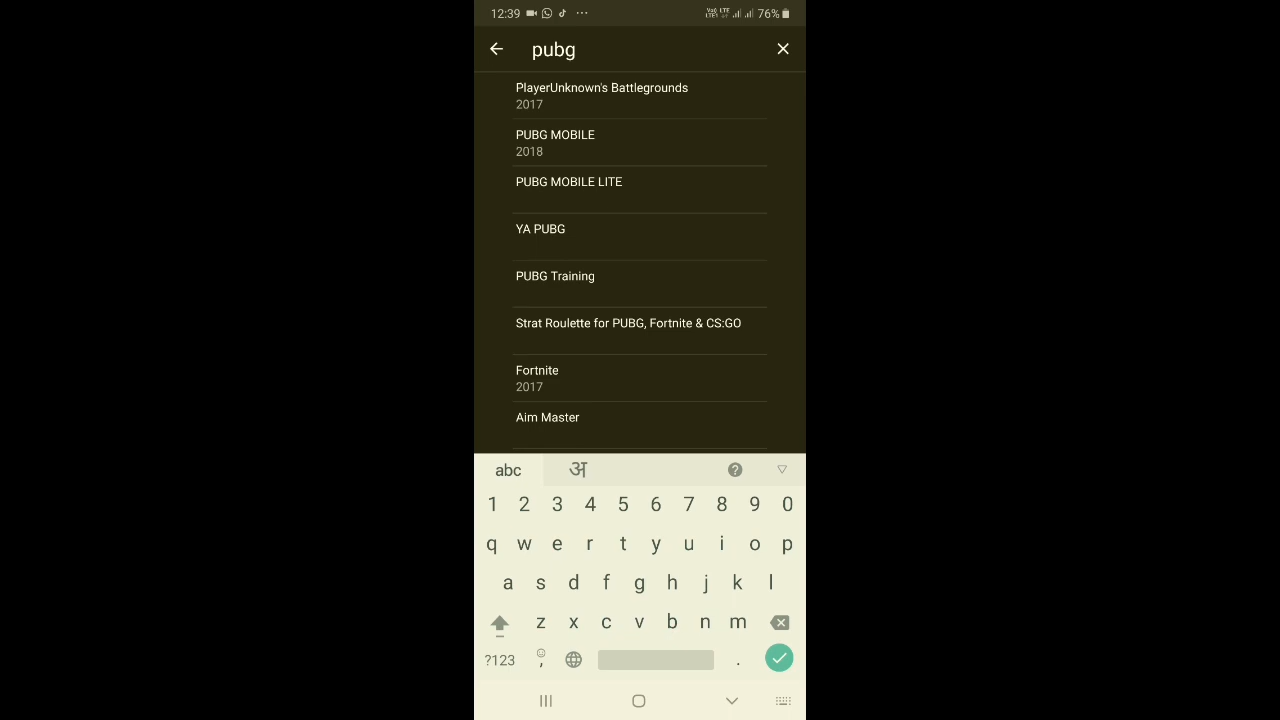 12:39 76%
pubg
PlayerUnknown's Battlegrounds
2017
PUBG MOBILE
2018
PUBG MOBILE LITE
YA PUBG
PUBG Training
Strat Roulette for PUBG, Fortnite & CS:GO
Fortnite
2017
Aim Master
abc अ
1 2 3 4 5 6 7 8 9 0
q w e r t y u i o p
a s d f g h j k l
z x c v b n m
?123 , .